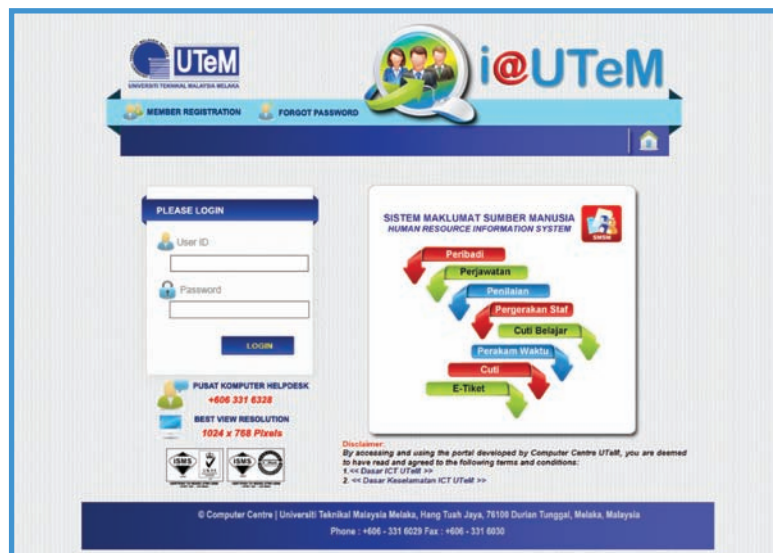 UTeM
UNIVERSITI TEKNIKAL MALAYSIA MELAKA
i@UTeM
MEMBER REGISTRATION
FORGOT PASSWORD
PLEASE LOGIN
User ID
Password
LOGIN
PUSAT KOMPUTER HELPDESK
+606 331 6328
BEST VIEW RESOLUTION
1024 x 768 Pixels
ISMS
ISMS
SISTEM MAKLUMAT SUMBER MANUSIA
HUMAN RESOURCE INFORMATION SYSTEM
SMSM
Peribadi
Perjawatan
Penilaian
Pergerakan Staf
Cuti Belajar
Perakam Waktu
Cuti
E-Tiket
Disclaimer:
By accessing and using the portal developed by Computer Centre UTeM, you are deemed
to have read and agreed to the following terms and conditions:
1. << Dasar ICT UTeM >>
2. << Dasar Keselamatan ICT UTeM >>
© Computer Centre | Universiti Teknikal Malaysia Melaka, Hang Tuah Jaya, 76100 Durian Tunggal, Melaka, Malaysia
Phone : +606 - 331 6029 Fax : +606 - 331 6030